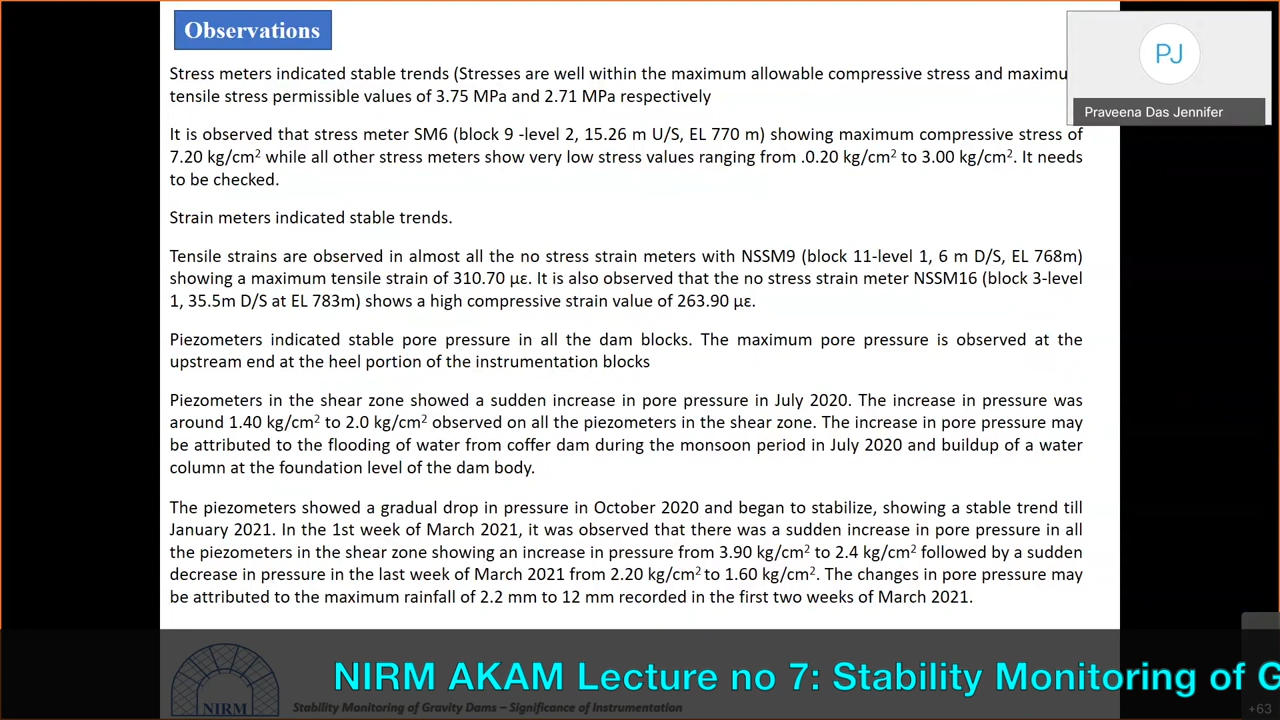 Observations
PJ
Praveena Das Jennifer
Stress meters indicated stable trends (Stresses are well within the maximum allowable compressive stress and maximu
tensile stress permissible values of 3.75 MPa and 2.71 MPa respectively
It is observed that stress meter SM6 (block 9 -level 2, 15.26 m U/S, EL 770 m) showing maximum compressive stress of
7.20 kg/cm² while all other stress meters show very low stress values ranging from .0.20 kg/cm² to 3.00 kg/cm². It needs
to be checked.
Strain meters indicated stable trends.
Tensile strains are observed in almost all the no stress strain meters with NSSM9 (block 11-level 1, 6 m D/S, EL 768m)
showing a maximum tensile strain of 310.70 µε. It is also observed that the no stress strain meter NSSM16 (block 3-level
1, 35.5m D/S at EL 783m) shows a high compressive strain value of 263.90 µε.
Piezometers indicated stable pore pressure in all the dam blocks. The maximum pore pressure is observed at the
upstream end at the heel portion of the instrumentation blocks
Piezometers in the shear zone showed a sudden increase in pore pressure in July 2020. The increase in pressure was
around 1.40 kg/cm² to 2.0 kg/cm² observed on all the piezometers in the shear zone. The increase in pore pressure may
be attributed to the flooding of water from coffer dam during the monsoon period in July 2020 and buildup of a water
column at the foundation level of the dam body.
The piezometers showed a gradual drop in pressure in October 2020 and began to stabilize, showing a stable trend till
January 2021. In the 1st week of March 2021, it was observed that there was a sudden increase in pore pressure in all
the piezometers in the shear zone showing an increase in pressure from 3.90 kg/cm² to 2.4 kg/cm² followed by a sudden
decrease in pressure in the last week of March 2021 from 2.20 kg/cm² to 1.60 kg/cm². The changes in pore pressure may
be attributed to the maximum rainfall of 2.2 mm to 12 mm recorded in the first two weeks of March 2021.
NIRM AKAM Lecture no 7: Stability Monitoring of G
NIRM
Stability Monitoring of Gravity Dams – Significance of Instrumentation
+63